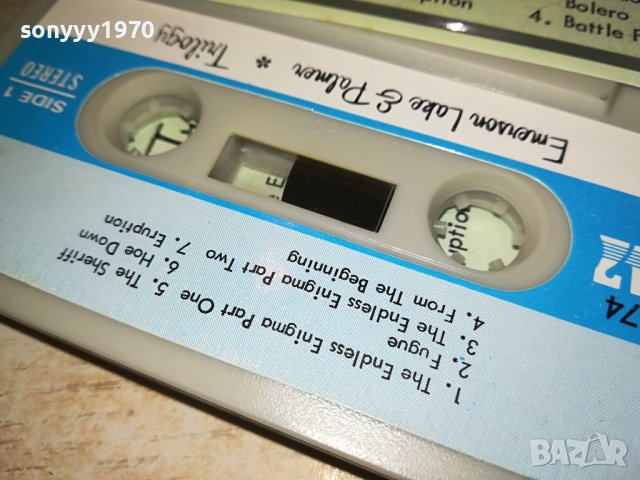 sonyyy1970
Bolero
4. Battle
Emerson Lake & Palmer * Trilogy
SIDE 1
STEREO
74
1. The Endless Enigma Part One 5. The Sheriff
2. Fugue 6. Hoe Down
3. The Endless Enigma Part Two 7. Eruption
4. From The Beginning
BAZAR